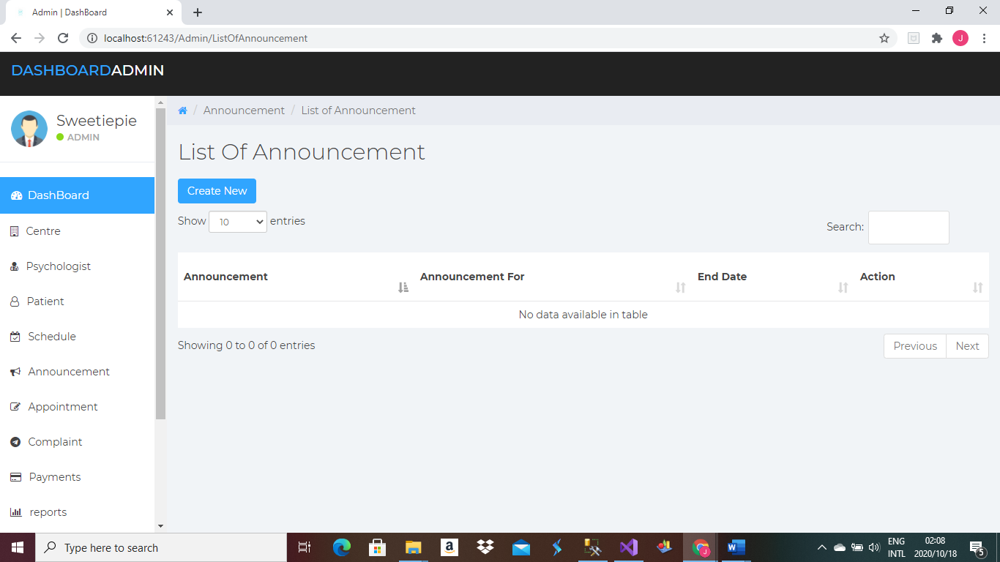 Admin | DashBoard
localhost:61243/Admin/ListOfAnnouncement
J
DASHBOARDADMIN
Sweetiepie
ADMIN
/ Announcement / List of Announcement
List Of Announcement
Create New
Show 10 entries
Search:
Announcement Announcement For End Date Action
No data available in table
Showing 0 to 0 of 0 entries
Previous Next
DashBoard
Centre
Psychologist
Patient
Schedule
Announcement
Appointment
Complaint
Payments
reports
Type here to search
a
J
W
ENG
INTL
02:08
2020/10/18
5